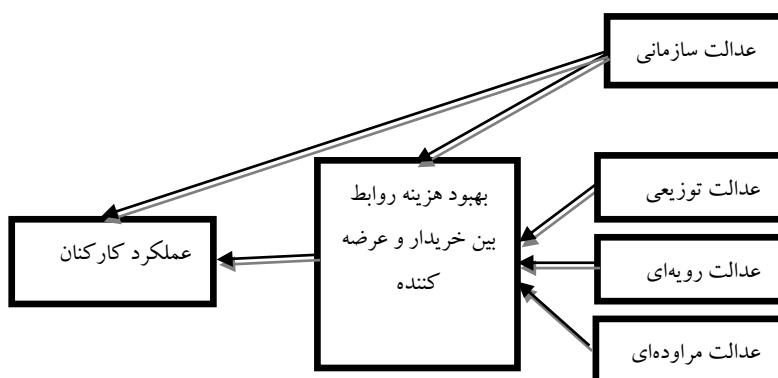 عدالت سازمانی
عدالت توزیعی
عدالت رویه‌ای
عدالت مراوده‌ای
بهبود هزینه روابط
بین خریدار و عرضه
کننده
عملکرد کارکنان